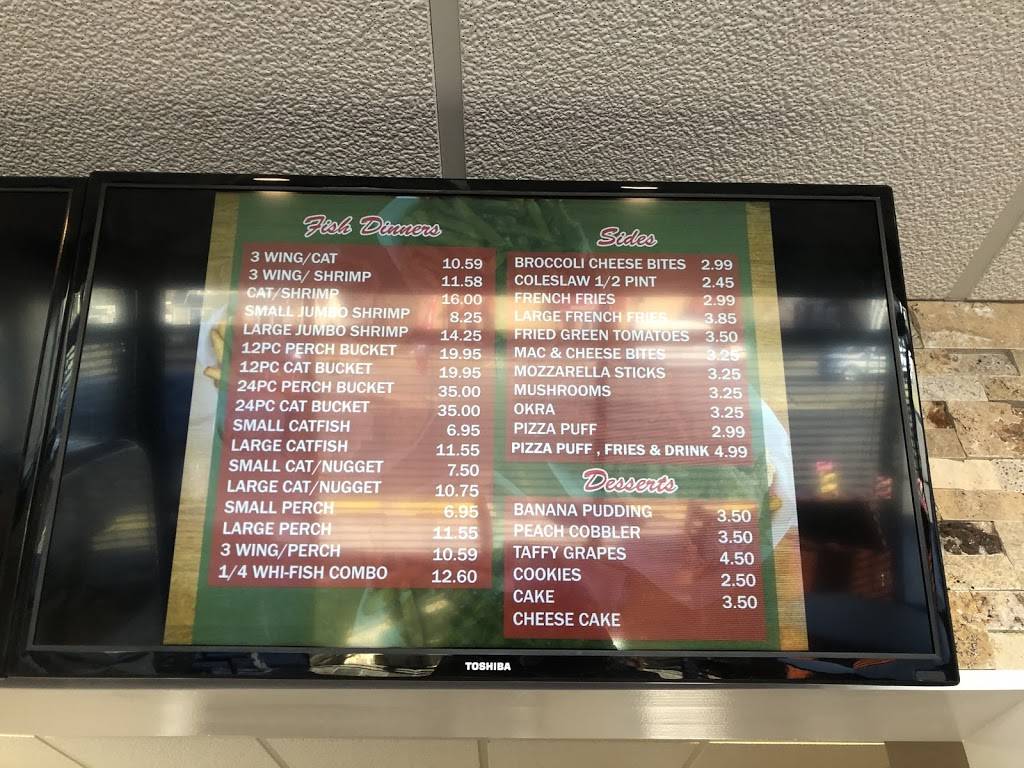 Fish Dinners
3 WING/CAT 10.59
3 WING/ SHRIMP 11.58
CAT/SHRIMP 16.00
SMALL JUMBO SHRIMP 8.25
LARGE JUMBO SHRIMP 14.25
12PC PERCH BUCKET 19.95
12PC CAT BUCKET 19.95
24PC PERCH BUCKET 35.00
24PC CAT BUCKET 35.00
SMALL CATFISH 6.95
LARGE CATFISH 11.55
SMALL CAT/NUGGET 7.50
LARGE CAT/NUGGET 10.75
SMALL PERCH 6.95
LARGE PERCH 11.55
3 WING/PERCH 10.59
1/4 WHI-FISH COMBO 12.60
Sides
BROCCOLI CHEESE BITES 2.99
COLESLAW 1/2 PINT 2.45
FRENCH FRIES 2.99
LARGE FRENCH FRIES 3.85
FRIED GREEN TOMATOES 3.50
MAC & CHEESE BITES 3.25
MOZZARELLA STICKS 3.25
MUSHROOMS 3.25
OKRA 3.25
PIZZA PUFF 2.99
PIZZA PUFF , FRIES & DRINK 4.99
Desserts
BANANA PUDDING 3.50
PEACH COBBLER 3.50
TAFFY GRAPES 4.50
COOKIES 2.50
CAKE 3.50
CHEESE CAKE
TOSHIBA